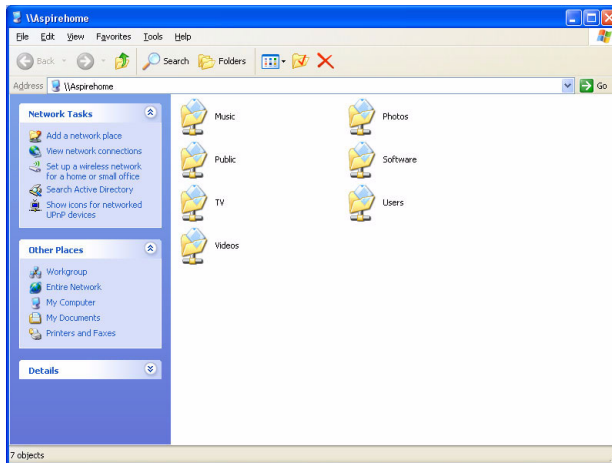 \\Aspirehome
File Edit View Favorites Tools Help
Back Search Folders
Address \\Aspirehome Go
Network Tasks
Add a network place
View network connections
Set up a wireless network
for a home or small office
Search Active Directory
Show icons for networked
UPnP devices
Other Places
Workgroup
Entire Network
My Computer
My Documents
Printers and Faxes
Details
Music Photos
Public Software
TV Users
Videos
7 objects